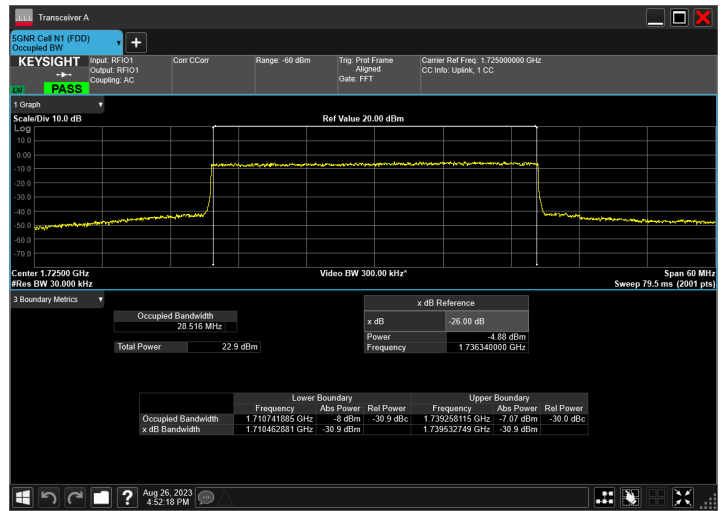 Transceiver A
5GNR Cell N1 (FDD)
Occupied BW
KEYSIGHT
LXI
PASS
Input: RFIO1
Output: RFIO1
Coupling: AC
Corr CCorr
Range: -60 dBm
Trig: Prot Frame
Aligned
Gate: FFT
Carrier Ref Freq: 1.725000000 GHz
CC Info: Uplink, 1 CC
1 Graph
Scale/Div 10.0 dB
Ref Value 20.00 dBm
Log
10.0
0.00
-10.0
-20.0
-30.0
-40.0
-50.0
-60.0
-70.0
Center 1.72500 GHz
Video BW 300.00 kHz*
Span 60 MHz
#Res BW 30.000 kHz
Sweep 79.5 ms (2001 pts)
3 Boundary Metrics
Occupied Bandwidth
28.516 MHz
Total Power 22.9 dBm
x dB Reference
x dB -26.00 dB
Power -4.88 dBm
Frequency 1.736340000 GHz
Lower Boundary Upper Boundary
Frequency Abs Power Rel Power Frequency Abs Power Rel Power
Occupied Bandwidth 1.710741885 GHz -8 dBm -30.9 dBc 1.739258115 GHz -7.07 dBm -30.0 dBc
x dB Bandwidth 1.710462881 GHz -30.9 dBm 1.739532749 GHz -30.9 dBm
?
Aug 26, 2023
4:52:18 PM